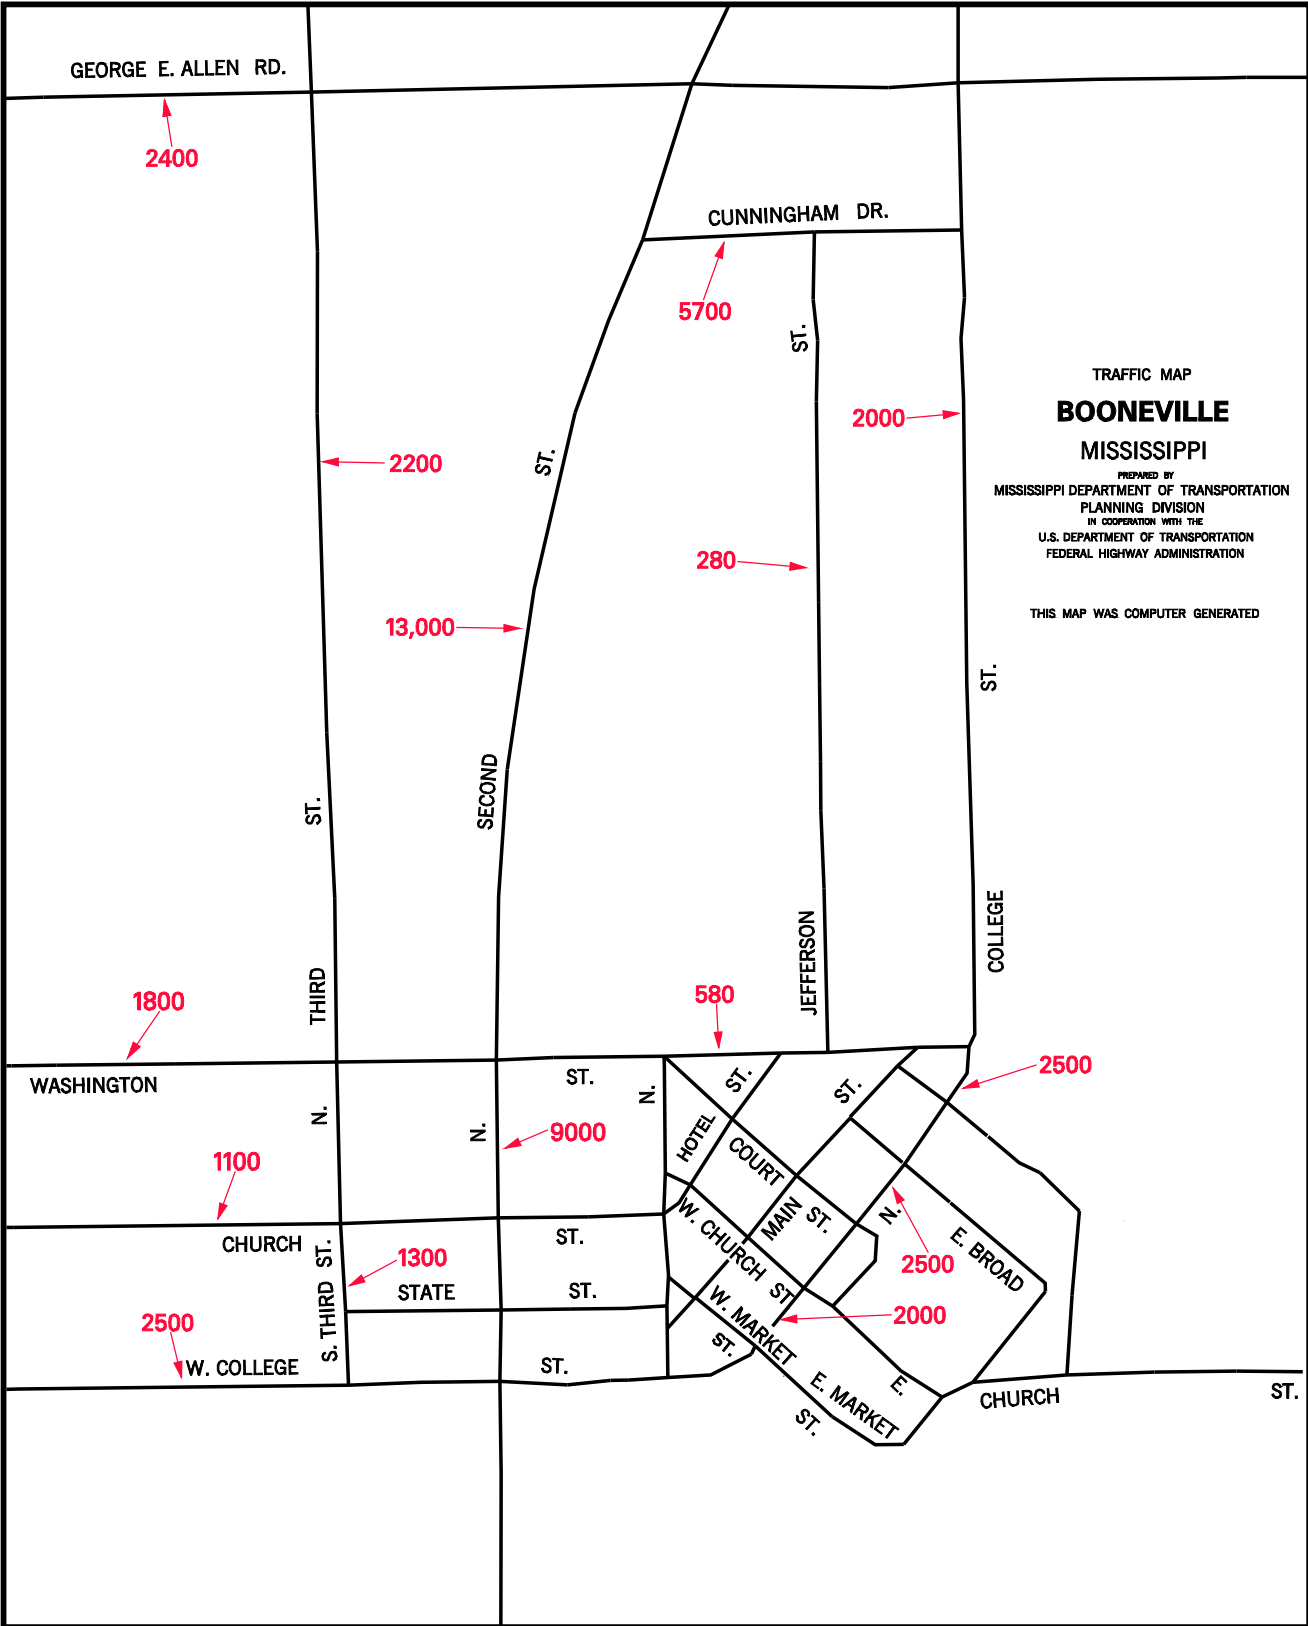 GEORGE E. ALLEN RD.
2400
CUNNINGHAM DR.
5700
ST.
TRAFFIC MAP
BOONEVILLE
MISSISSIPPI
PREPARED BY
MISSISSIPPI DEPARTMENT OF TRANSPORTATION
PLANNING DIVISION
IN COOPERATION WITH THE
U.S. DEPARTMENT OF TRANSPORTATION
FEDERAL HIGHWAY ADMINISTRATION
THIS MAP WAS COMPUTER GENERATED
2000
2200
ST.
280
13,000
ST.
SECOND
ST.
COLLEGE
JEFFERSON
THIRD
1800
580
WASHINGTON
ST.
N.
ST.
ST.
2500
N.
N.
9000
HOTEL
COURT
ST.
1100
W. CHURCH ST
MAIN
N.
CHURCH
ST.
ST.
E. BROAD
2500
1300
STATE
ST.
S. THIRD
W. MARKET
2000
2500
W. COLLEGE
ST.
ST.
E. MARKET
ST.
E.
CHURCH
ST.